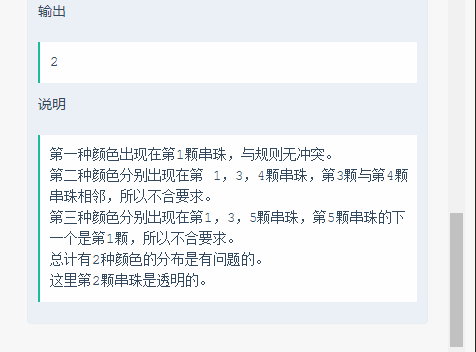 输出
2
说明
第一种颜色出现在第1颗串珠，与规则无冲突。
第二种颜色分别出现在第 1，3，4颗串珠，第3颗与第4颗
串珠相邻，所以不合要求。
第三种颜色分别出现在第1，3，5颗串珠，第5颗串珠的下
一个是第1颗，所以不合要求。
总计有2种颜色的分布是有问题的。
这里第2颗串珠是透明的。